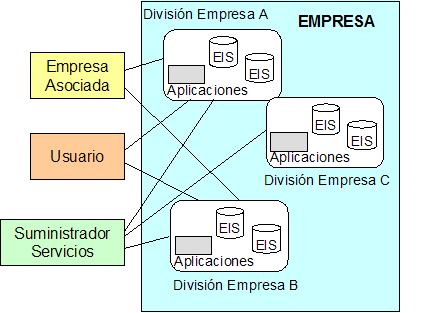 División Empresa A
EMPRESA
EIS
EIS
Aplicaciones
Empresa
Asociada
EIS
EIS
Aplicaciones
Usuario
División Empresa C
Suministrador
Servicios
EIS
EIS
Aplicaciones
División Empresa B